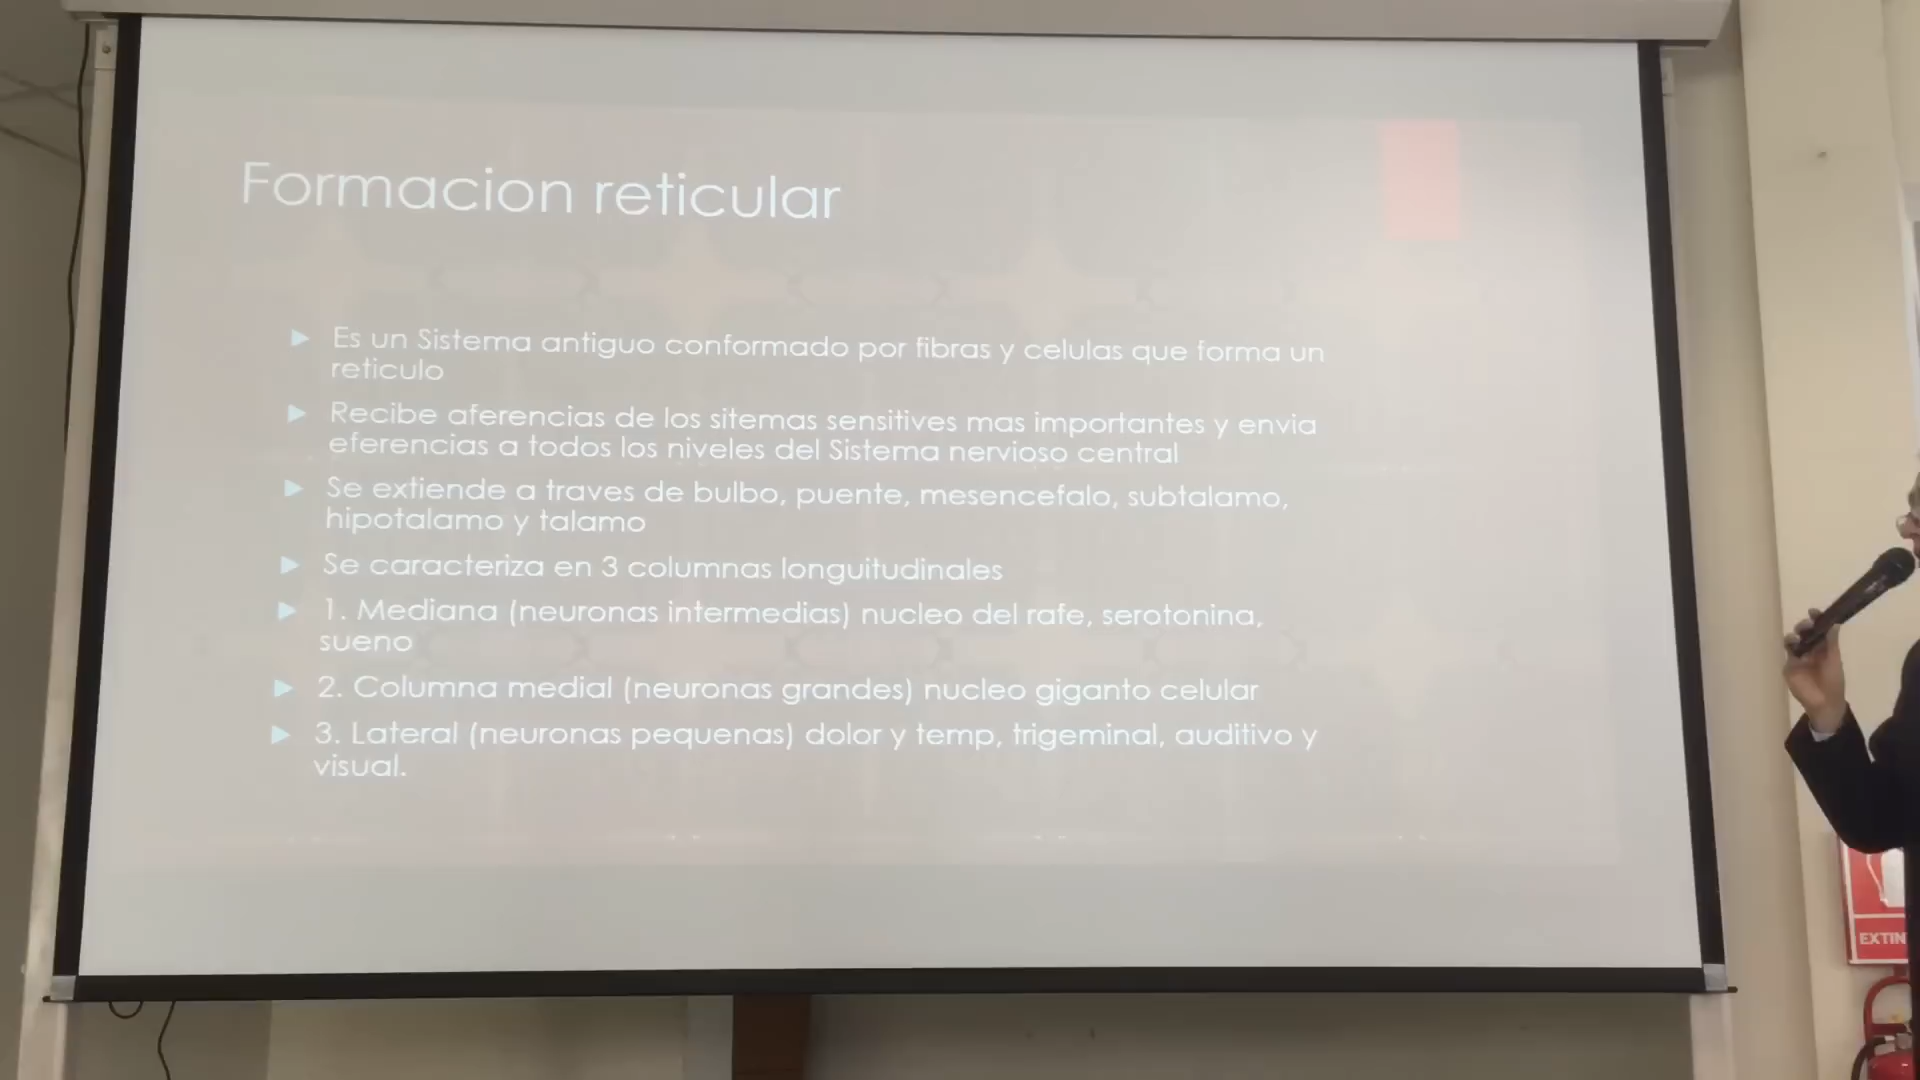 Formacion reticular
Es un Sistema antiguo conformado por fibras y celulas que forma un
reticulo
Recibe aferencias de los sitemas sensitives mas importantes y envia
eferencias a todos los niveles del Sistema nervioso central
Se extiende a traves de bulbo, puente, mesencefalo, subtalamo,
hipotalamo y talamo
Se caracteriza en 3 columnas longuitudinales
1. Mediana (neuronas intermedias) nucleo del rafe, serotonina,
sueno
2. Columna medial (neuronas grandes) nucleo giganto celular
3. Lateral (neuronas pequenas) dolor y temp, trigeminal, auditivo y
visual.
EXTIN